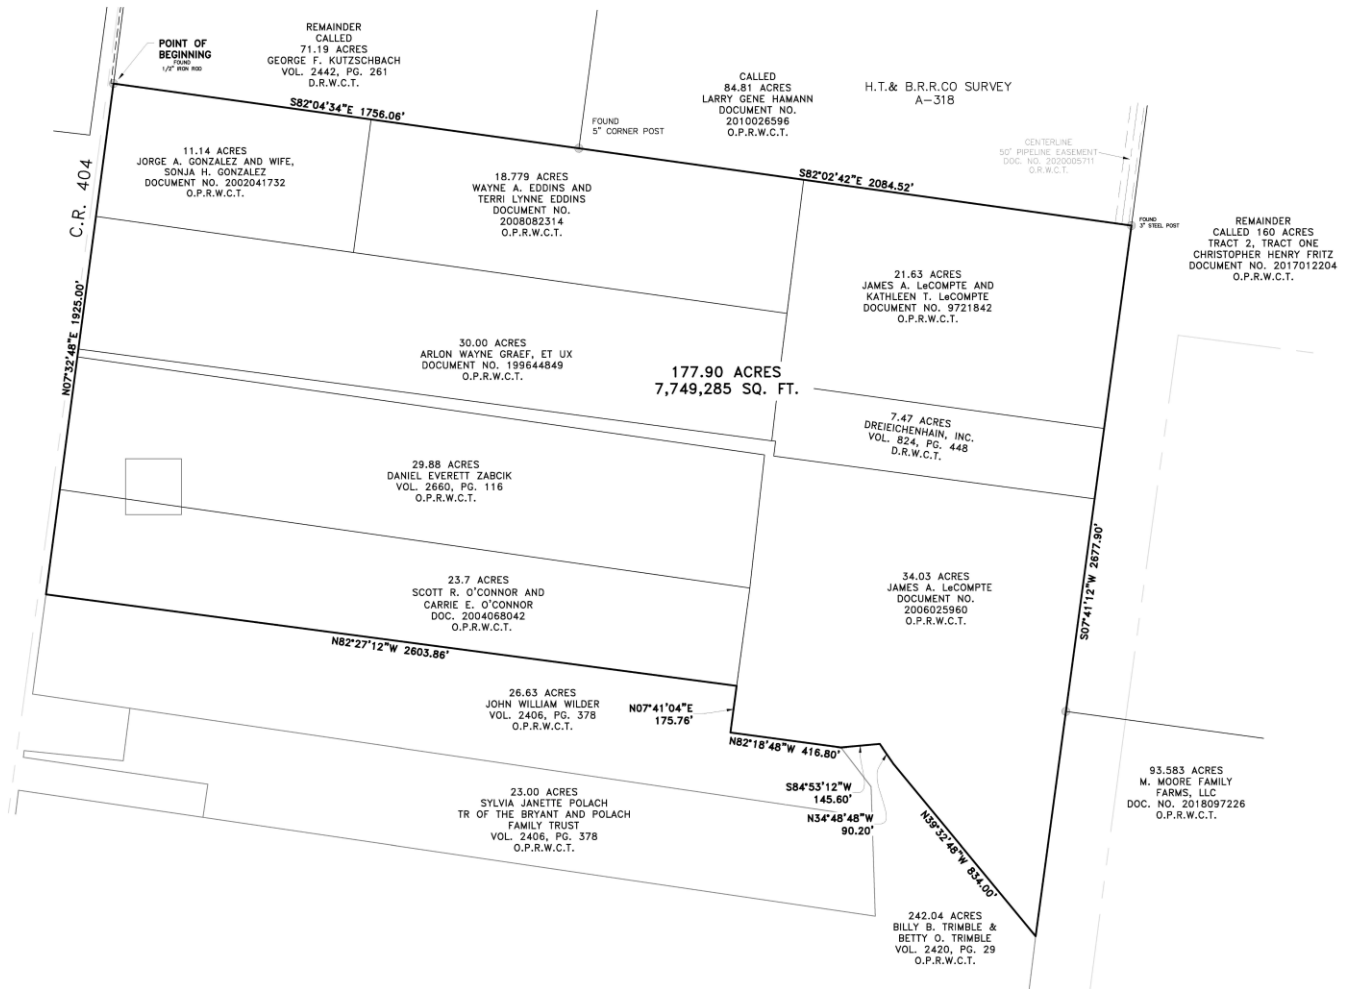 REMAINDER
CALLED
71.19 ACRES
GEORGE F. KUTZSCHBACH
VOL. 2442, PG. 261
D.R.W.C.T.
POINT OF
BEGINNING
FOUND
1/2" IRON ROD
CALLED
84.81 ACRES
LARRY GENE HAMANN
DOCUMENT NO.
2010026596
O.P.R.W.C.T.
H.T.& B.R.R.CO SURVEY
A-318
S82°04'34"E 1756.06'
FOUND
5" CORNER POST
CENTERLINE
50' PIPELINE EASEMENT
DOC. NO. 2020005711
O.R.W.C.T.
C.R. 404
11.14 ACRES
JORGE A. GONZALEZ AND WIFE,
SONJA H. GONZALEZ
DOCUMENT NO. 2002041732
O.P.R.W.C.T.
18.779 ACRES
WAYNE A. EDDINS AND
TERRI LYNNE EDDINS
DOCUMENT NO.
2008082314
O.P.R.W.C.T.
S82°02'42"E 2084.52'
FOUND
3" STEEL POST
REMAINDER
CALLED 160 ACRES
TRACT 2, TRACT ONE
CHRISTOPHER HENRY FRITZ
DOCUMENT NO. 2017012204
O.P.R.W.C.T.
21.63 ACRES
JAMES A. LeCOMPTE AND
KATHLEEN T. LeCOMPTE
DOCUMENT NO. 9721842
O.P.R.W.C.T.
N07°32'48"E 1925.00'
30.00 ACRES
ARLON WAYNE GRAEF, ET UX
DOCUMENT NO. 199644849
O.P.R.W.C.T.
177.90 ACRES
7,749,285 SQ. FT.
7.47 ACRES
DREIEICHENHAIN, INC.
VOL. 824, PG. 448
D.R.W.C.T.
29.88 ACRES
DANIEL EVERETT ZABCIK
VOL. 2660, PG. 116
O.P.R.W.C.T.
S07°41'12"W 2677.90'
23.7 ACRES
SCOTT R. O'CONNOR AND
CARRIE E. O'CONNOR
DOC. 2004068042
O.P.R.W.C.T.
34.03 ACRES
JAMES A. LeCOMPTE
DOCUMENT NO.
2006025960
O.P.R.W.C.T.
N82°27'12"W 2603.86'
26.63 ACRES
JOHN WILLIAM WILDER
VOL. 2406, PG. 378
O.P.R.W.C.T.
N07°41'04"E
175.76'
N82°18'48"W 416.80'
S84°53'12"W
145.60'
N34°48'48"W
90.20'
N39°32'48"W 834.00'
93.583 ACRES
M. MOORE FAMILY
FARMS, LLC
DOC. NO. 2018097226
O.P.R.W.C.T.
23.00 ACRES
SYLVIA JANETTE POLACH
TR OF THE BRYANT AND POLACH
FAMILY TRUST
VOL. 2406, PG. 378
O.P.R.W.C.T.
242.04 ACRES
BILLY B. TRIMBLE &
BETTY O. TRIMBLE
VOL. 2420, PG. 29
O.P.R.W.C.T.